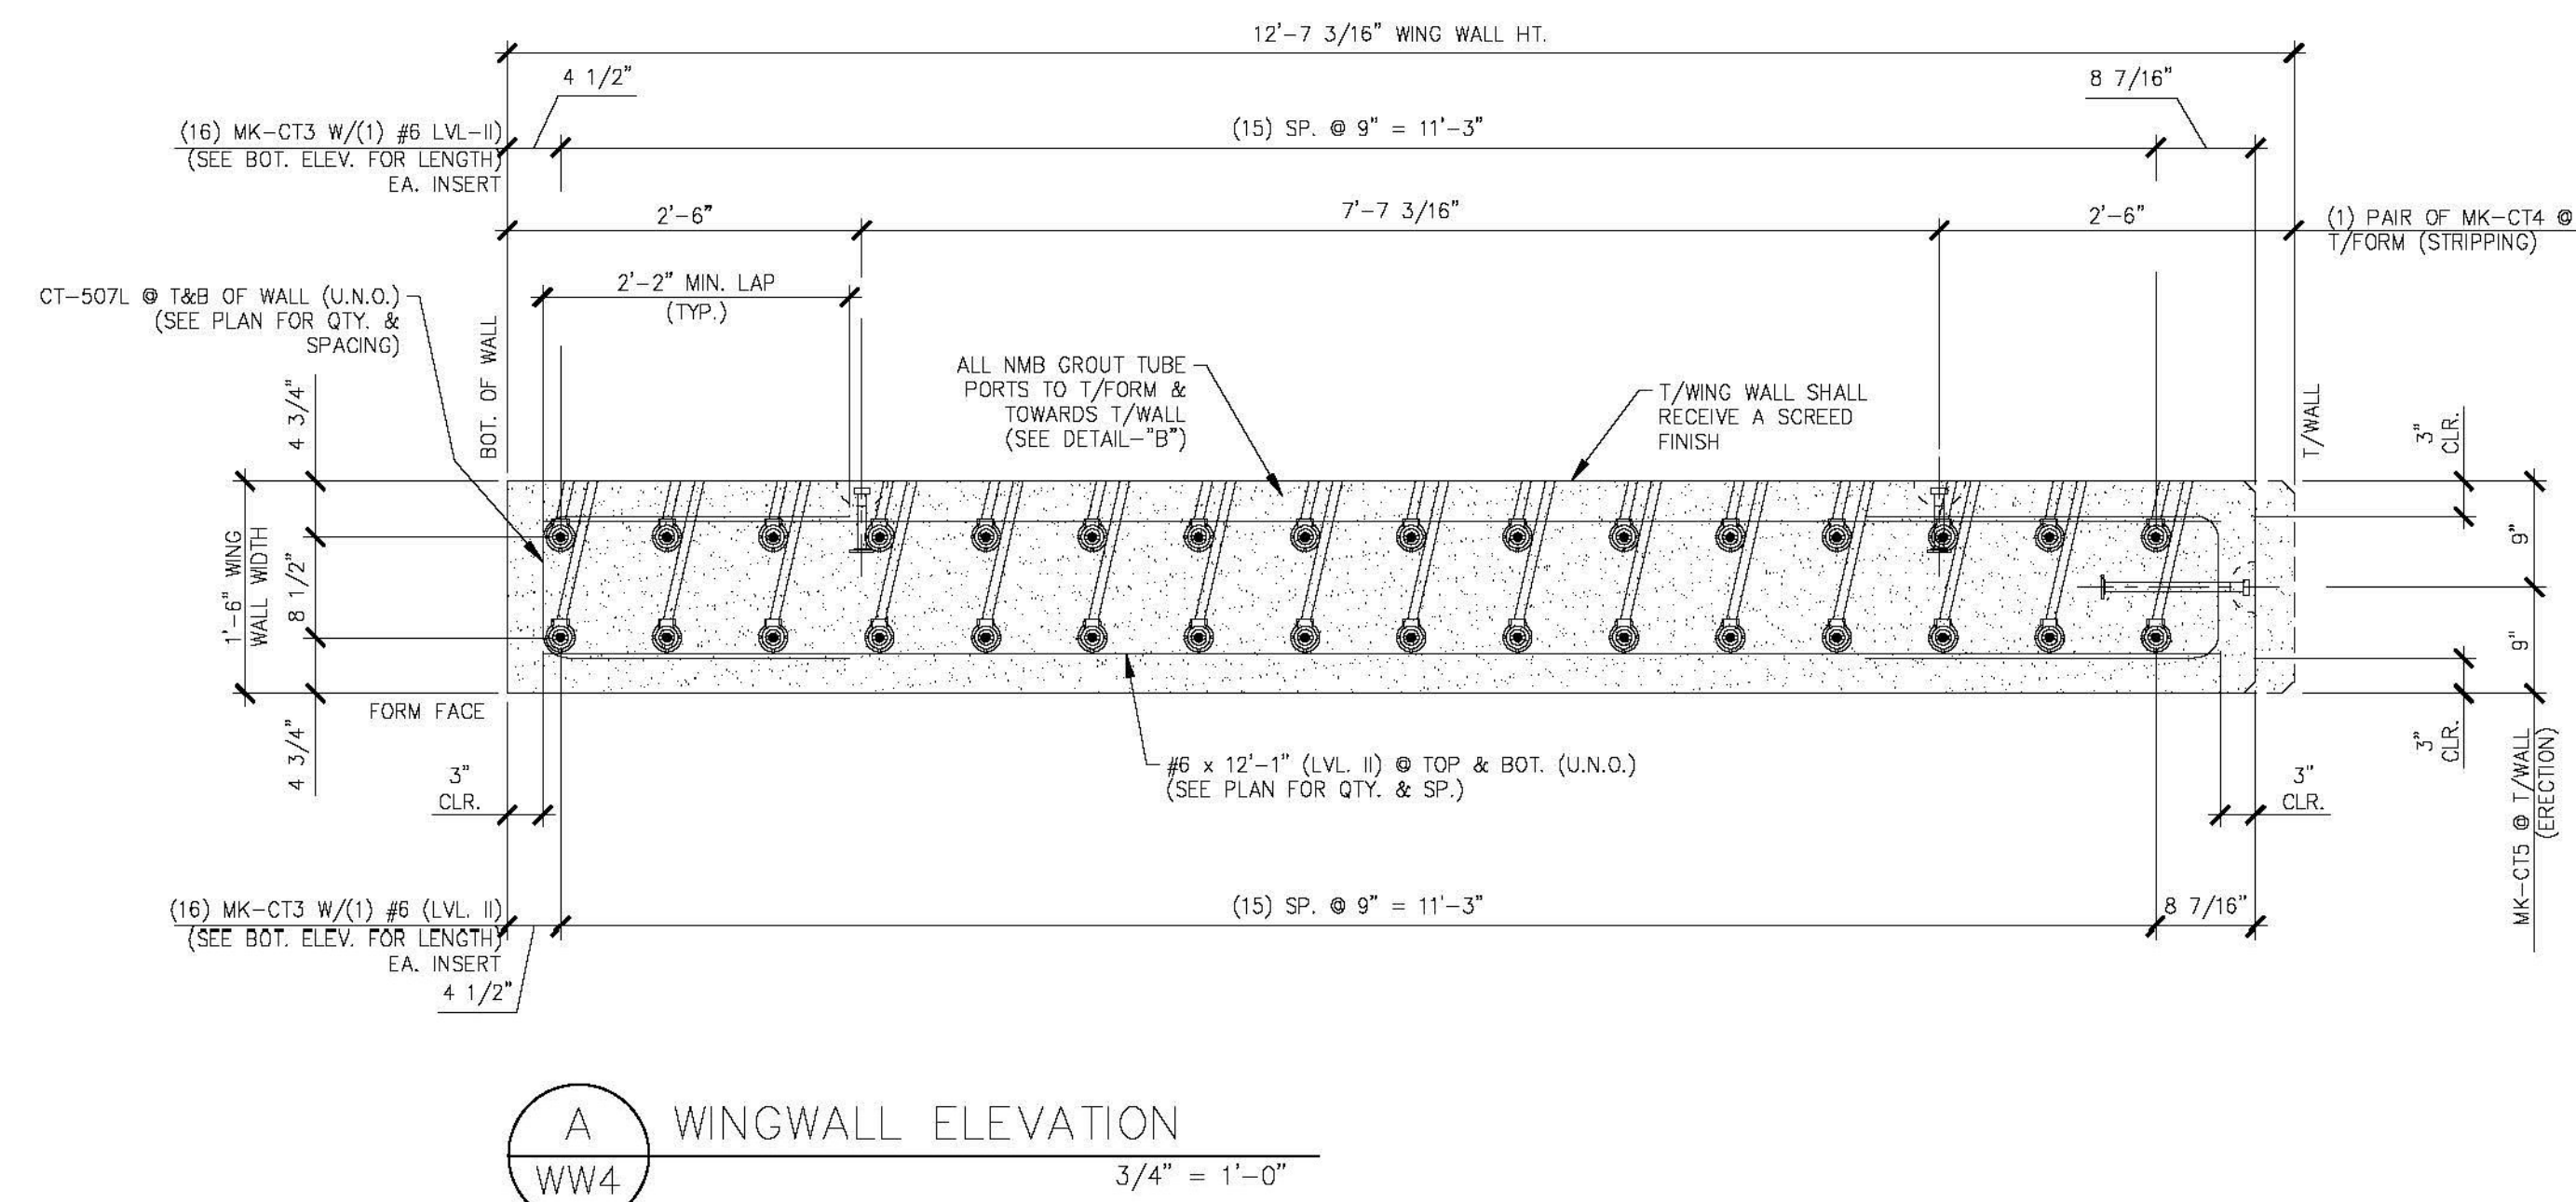 12'-7 3/16" WING WALL HT.
4 1/2"
8 7/16"
(16) MK-CT3 W/(1) #6 LVL-II)
(SEE BOT. ELEV. FOR LENGTH)
EA. INSERT
(15) SP. @ 9" = 11'-3"
2'-6"
7'-7 3/16"
2'-6"
(1) PAIR OF MK-CT4 @
T/FORM (STRIPPING)
CT-507L @ T&B OF WALL (U.N.O.)
(SEE PLAN FOR QTY. &
SPACING)
2'-2" MIN. LAP
(TYP.)
BOT. OF WALL
ALL NMB GROUT TUBE
PORTS TO T/FORM &
TOWARDS T/WALL
(SEE DETAIL-"B")
T/WING WALL SHALL
RECEIVE A SCREED
FINISH
T/WALL
3"
CLR.
4 3/4"
1'-6" WING
WALL WIDTH
8 1/2"
4 3/4"
9"
9"
FORM FACE
3"
CLR.
#6 x 12'-1" (LVL. II) @ TOP & BOT. (U.N.O.)
(SEE PLAN FOR QTY. & SP.)
3"
CLR.
3"
CLR.
MK-CT5 @ T/WALL
(ERECTION)
(16) MK-CT3 W/(1) #6 (LVL. II)
(SEE BOT. ELEV. FOR LENGTH)
EA. INSERT
(15) SP. @ 9" = 11'-3"
8 7/16"
4 1/2"
A
WW4
WINGWALL ELEVATION
3/4" = 1'-0"